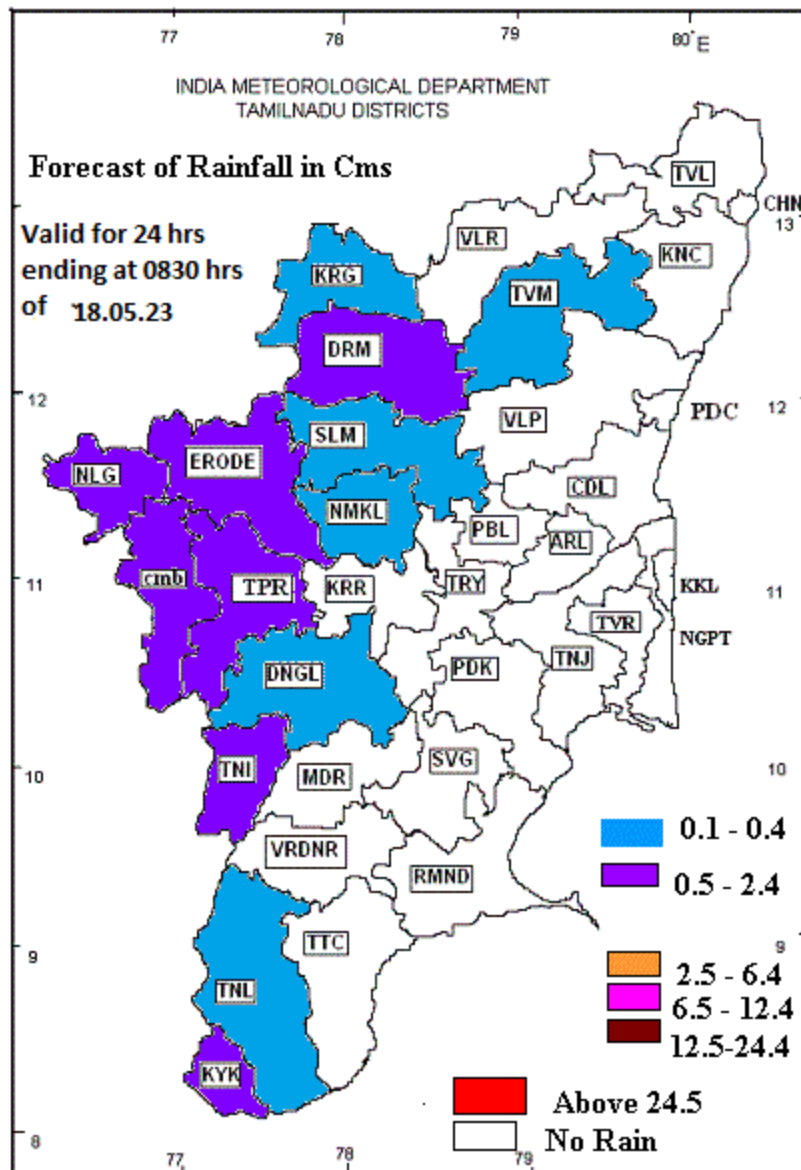 77 78 79 80°E
INDIA METEOROLOGICAL DEPARTMENT
TAMILNADU DISTRICTS
Forecast of Rainfall in Cms
TVL
CHN
13
Valid for 24 hrs
ending at 0830 hrs
of 18.05.23
VLR
KNC
KRG
TVM
DRM
12
12
PDC
VLP
SLM
ERODE
NLG
CDL
NMKL
PBL
ARL
11
cmb
TPR
KRR
TRY
KKL
11
TVR
NGPT
DNGL
PDK
TNJ
10
TNI
MDR
SVG
10
0.1 - 0.4
VRDNR
RMND
0.5 - 2.4
9
TTC
9
2.5 - 6.4
TNL
6.5 - 12.4
12.5-24.4
KYK
Above 24.5
8
No Rain
77 78 79